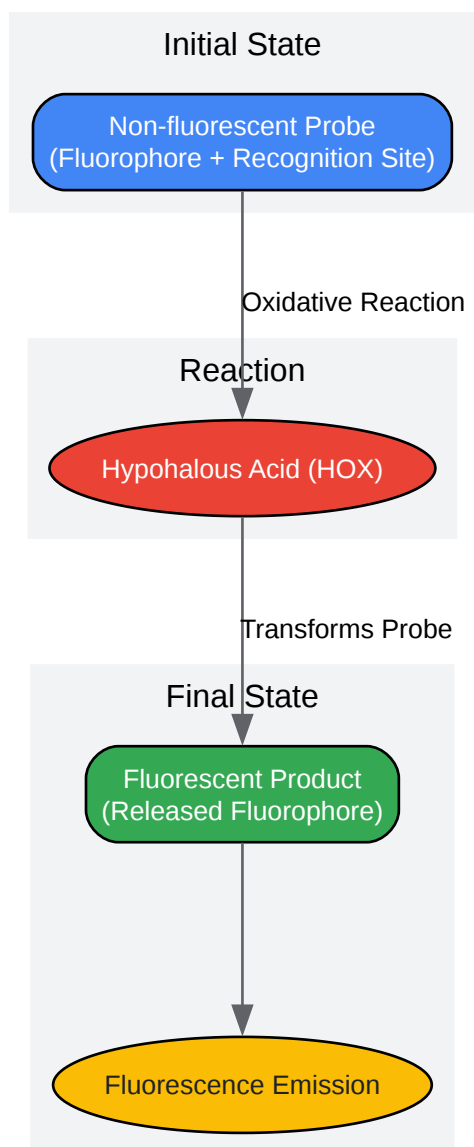 Initial State
Non-fluorescent Probe
(Fluorophore + Recognition Site)
Oxidative Reaction
Reaction
Hypohalous Acid (HOX)
Transforms Probe
Final State
Fluorescent Product
(Released Fluorophore)
Fluorescence Emission